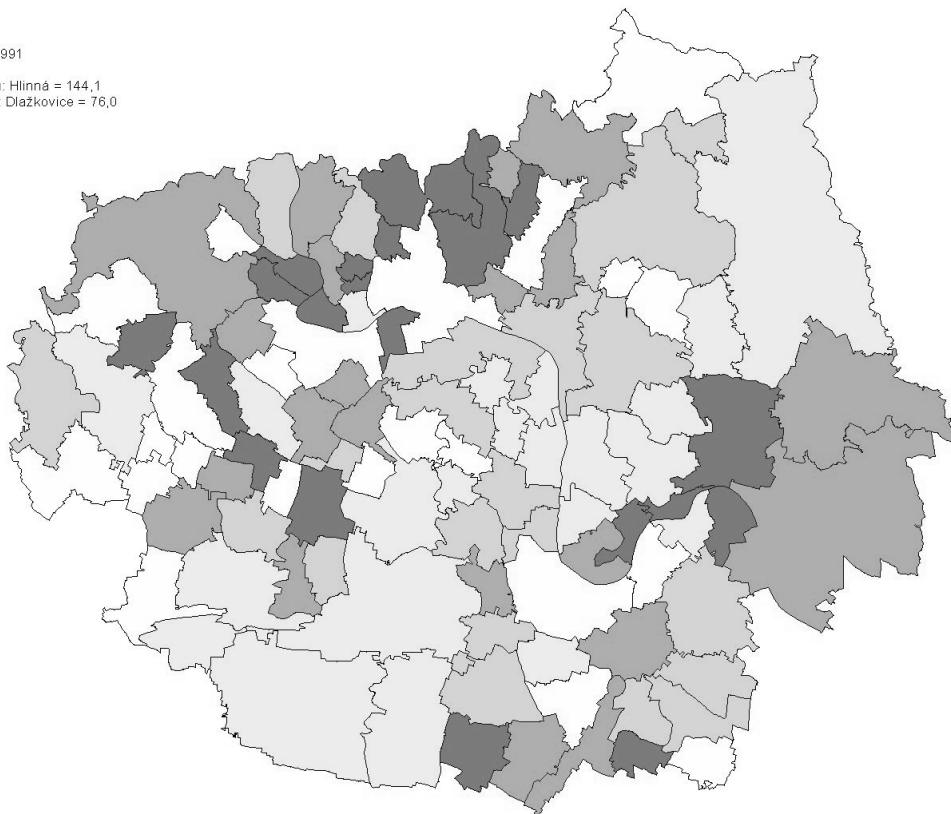 991
: Hlinná = 144,1
: Dlažkovice = 76,0